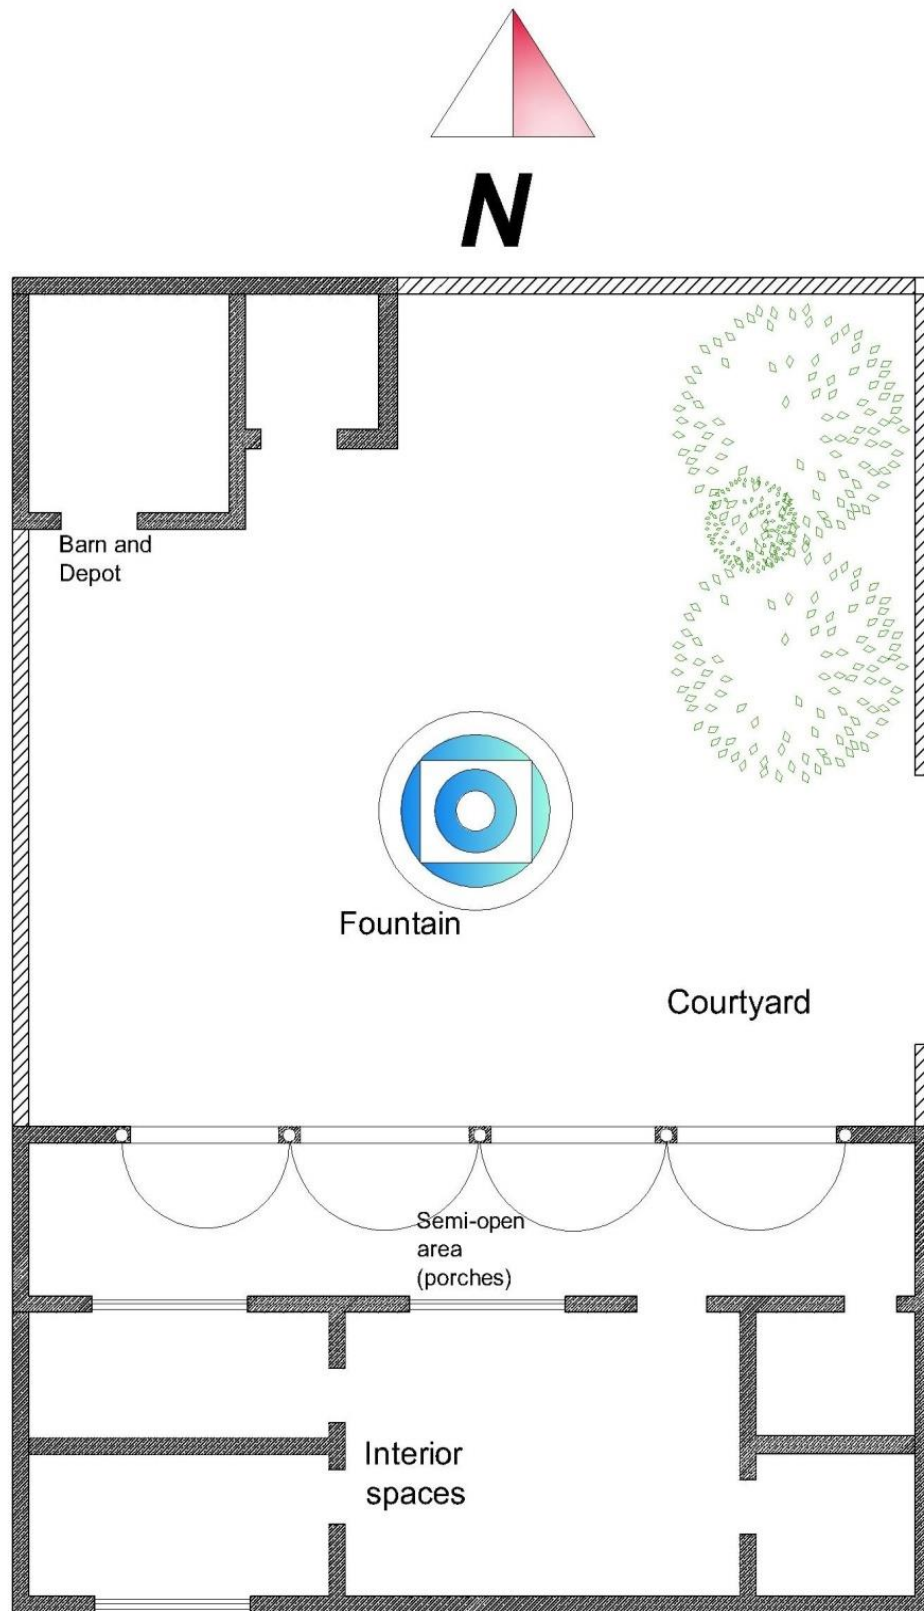 N
Barn and
Depot
Fountain
Courtyard
Semi-open
area
(porches)
Interior
spaces